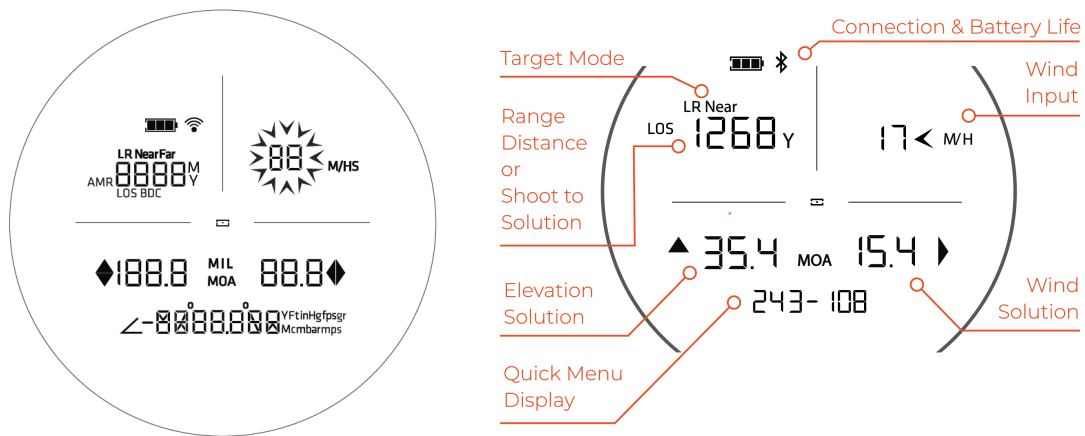 LR NearFar
AMR 8888 M
Y
LOS BDC
88 M/HS
188.8 MIL
MOA 88.8
-8888.888 YFtinHgfpsgr
Mcmbarmps
Connection & Battery Life
Target Mode
Wind
Input
LR Near
LOS 1268 Y
17 M/H
Range
Distance
or
Shoot to
Solution
35.4 MOA 15.4
243-108
Elevation
Solution
Wind
Solution
Quick Menu
Display